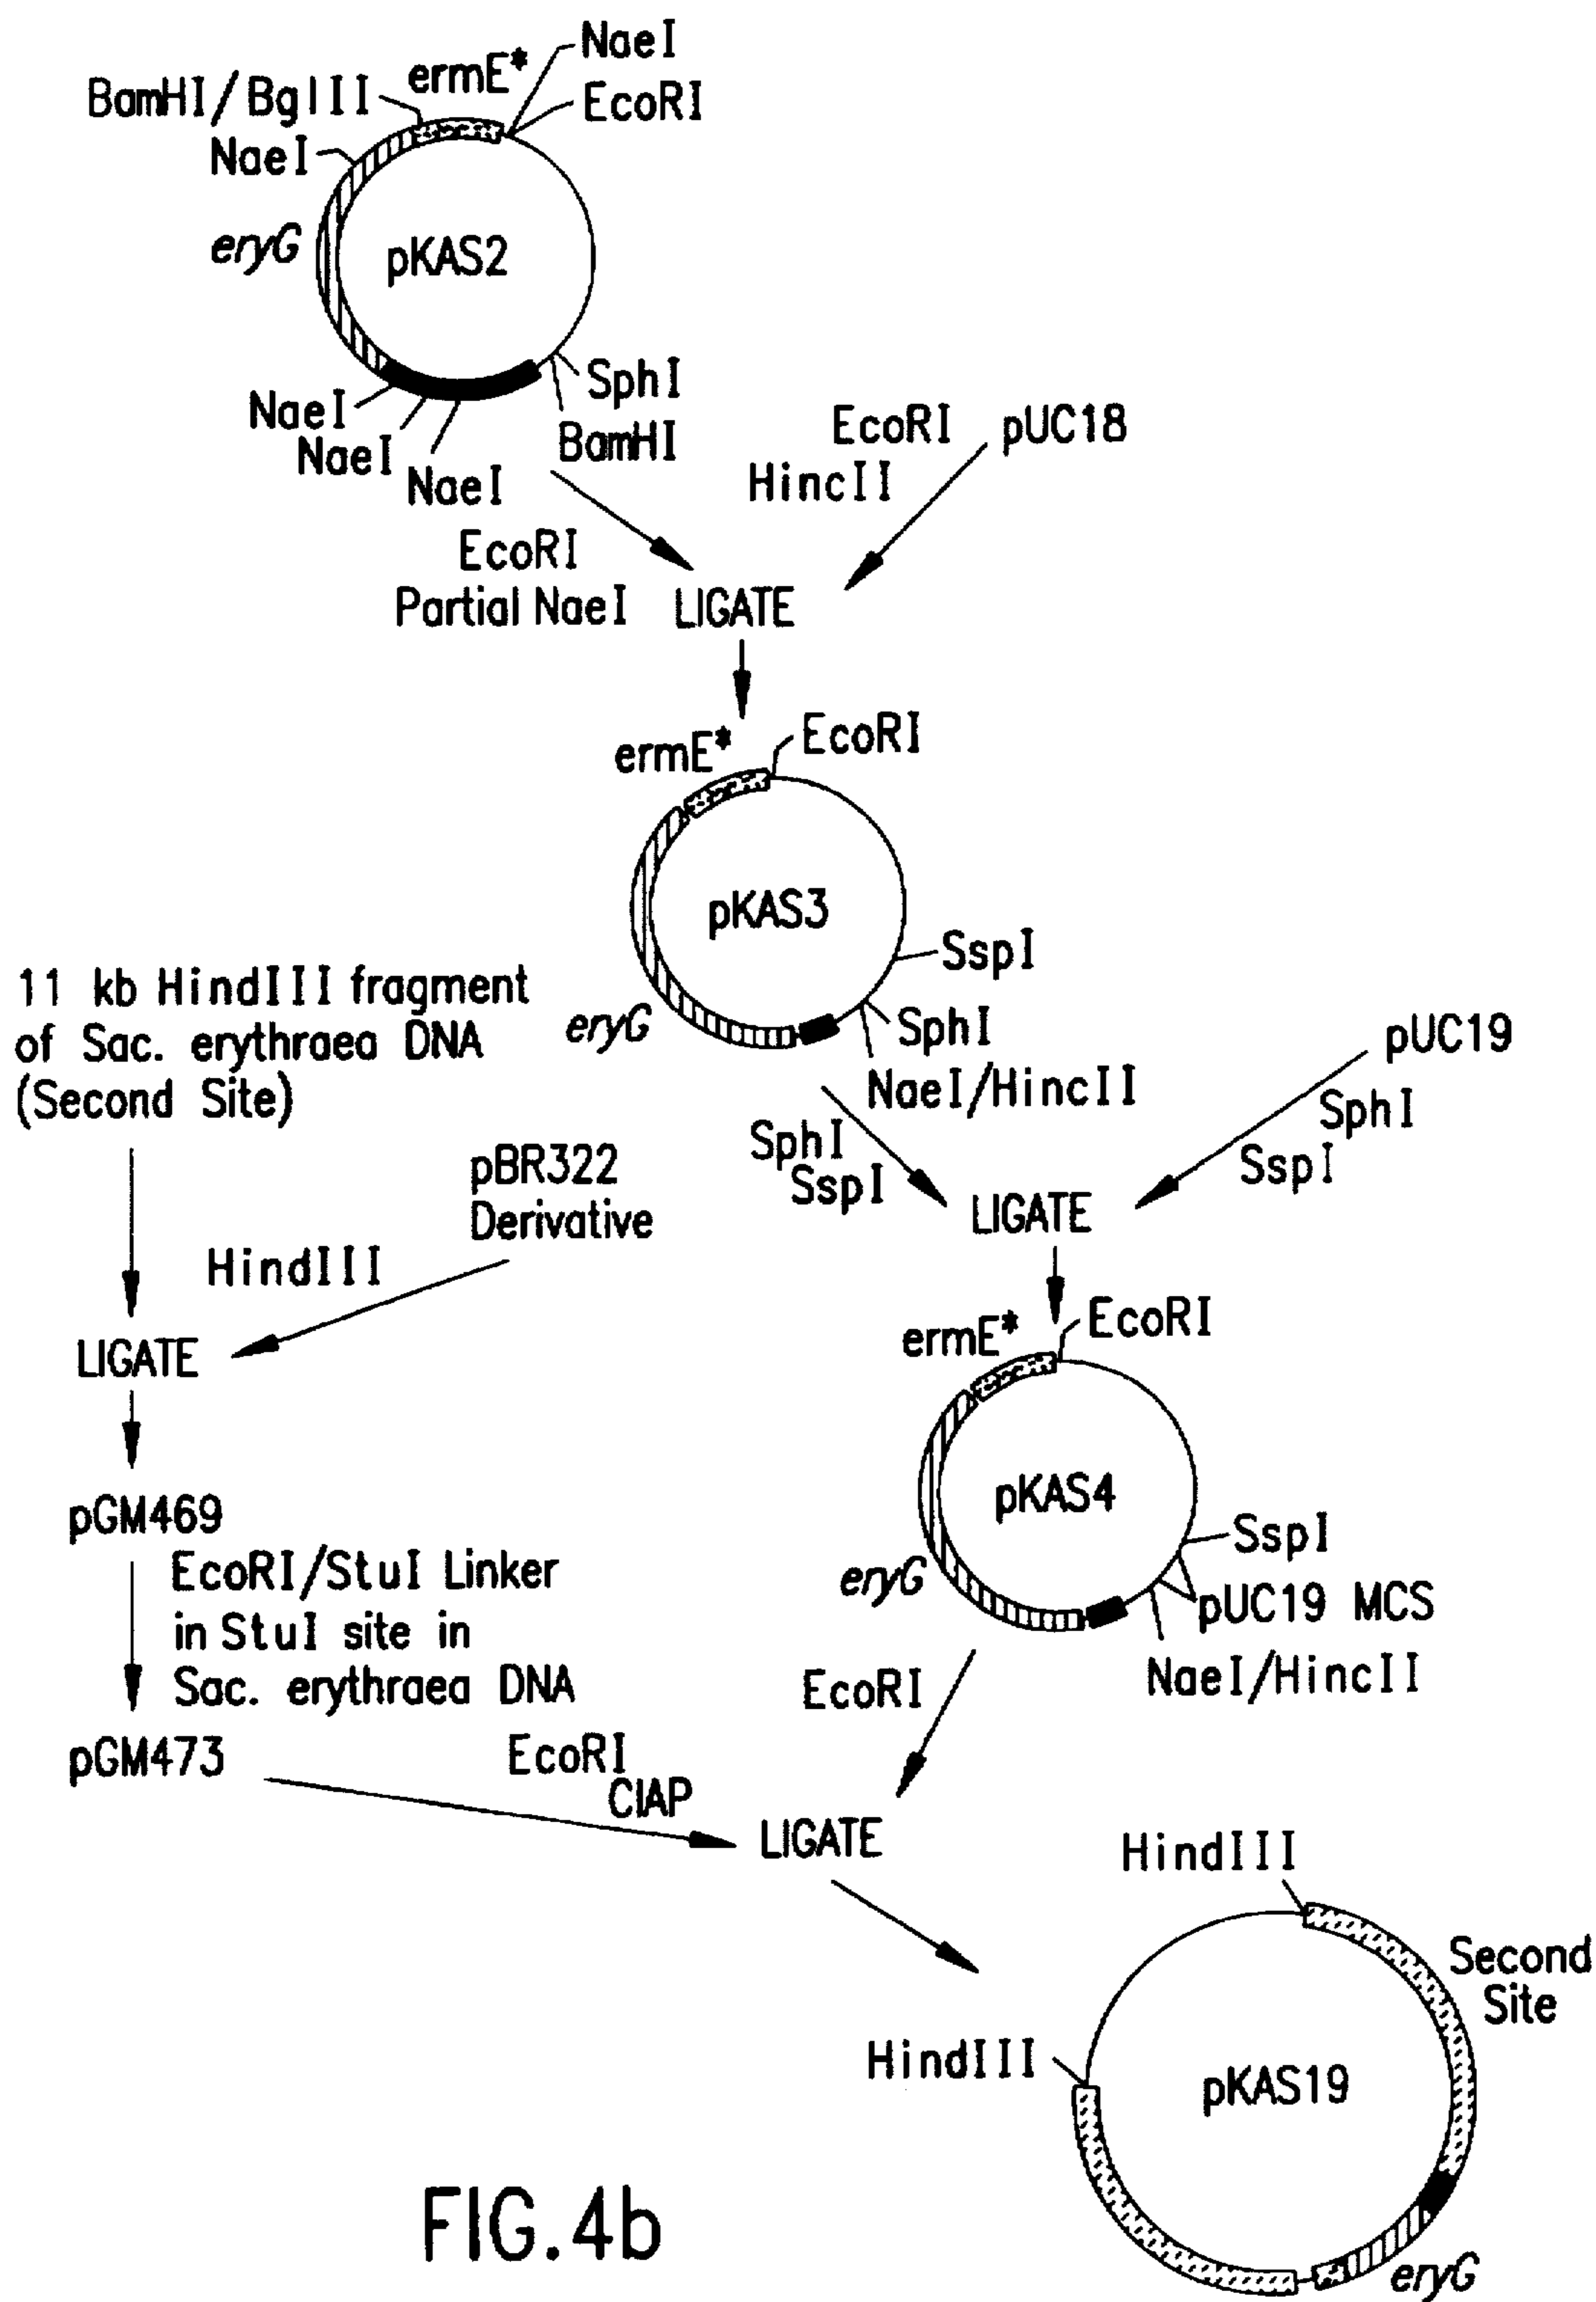 NaeI
ermE*
BamHI/BglII
EcoRI
NaeI
eryG
pKAS2
SphI
NaeI
BamHI
NaeI
NaeI
EcoRI
pUC18
HincII
EcoRI
Partial NaeI
LIGATE
ermE*
EcoRI
pKAS3
SspI
11 kb HindIII fragment
of Sac. erythraea DNA
(Second Site)
eryG
SphI
NaeI/HincII
pUC19
SphI
SspI
SphI
SspI
pBR322
Derivative
LIGATE
HindIII
LIGATE
ermE*
EcoRI
pKAS4
pGM469
SspI
EcoRI/StuI Linker
in StuI site in
Sac. erythraea DNA
eryG
pUC19 MCS
NaeI/HincII
EcoRI
pGM473
EcoRI
CIAP
LIGATE
HindIII
Second
Site
HindIII
pKAS19
eryG
FIG.4b